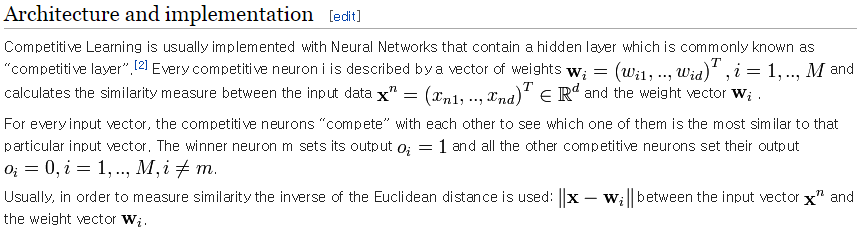 Architecture and implementation [edit]
Competitive Learning is usually implemented with Neural Networks that contain a hidden layer which is commonly known as
“competitive layer”.[2] Every competitive neuron i is described by a vector of weights 𝐰ᵢ = (wᵢ₁, .., w_{id})ᵀ, i = 1, .., M and
calculates the similarity measure between the input data 𝐱ⁿ = (xₙ₁, .., x_{nd})ᵀ ∈ ℝᵈ and the weight vector 𝐰ᵢ .
For every input vector, the competitive neurons “compete” with each other to see which one of them is the most similar to that
particular input vector. The winner neuron m sets its output oᵢ = 1 and all the other competitive neurons set their output
oᵢ = 0, i = 1, .., M, i ≠ m.
Usually, in order to measure similarity the inverse of the Euclidean distance is used: ‖𝐱 − 𝐰ᵢ‖ between the input vector 𝐱ⁿ and
the weight vector 𝐰ᵢ.